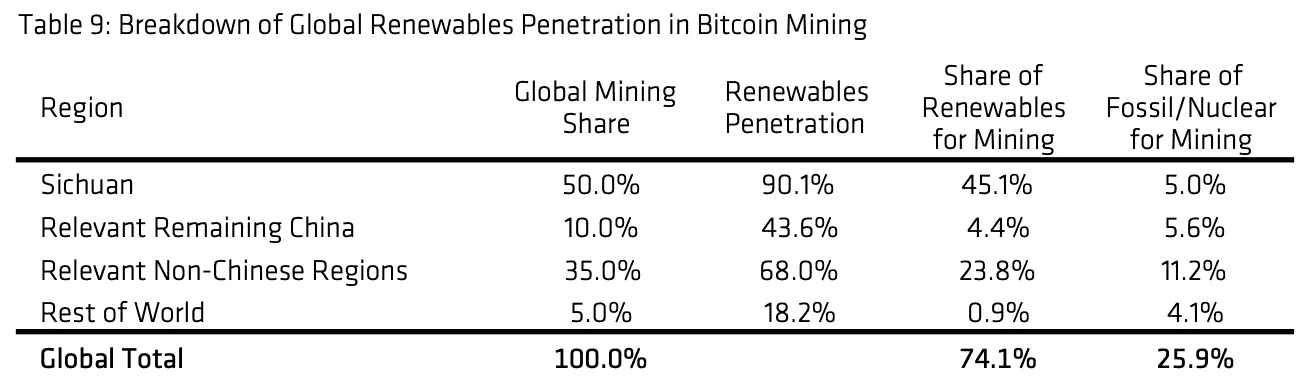 Table 9: Breakdown of Global Renewables Penetration in Bitcoin Mining
Region Global Mining Share Renewables Penetration Share of Renewables for Mining Share of Fossil/Nuclear for Mining
Sichuan 50.0% 90.1% 45.1% 5.0%
Relevant Remaining China 10.0% 43.6% 4.4% 5.6%
Relevant Non-Chinese Regions 35.0% 68.0% 23.8% 11.2%
Rest of World 5.0% 18.2% 0.9% 4.1%
Global Total 100.0% 74.1% 25.9%